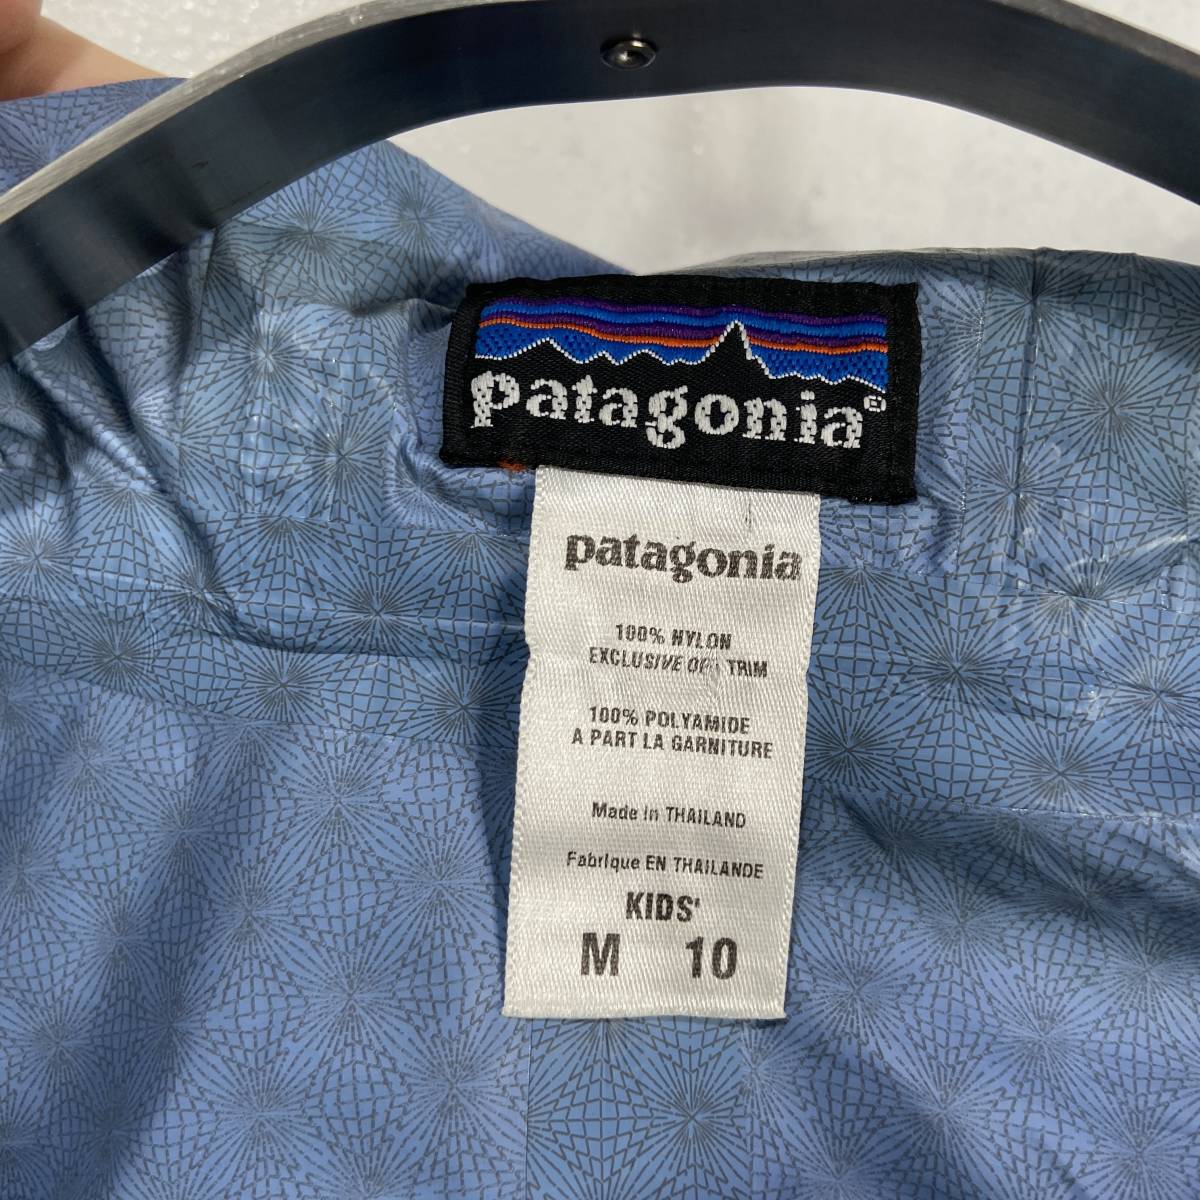 patagonia®
patagonia
100% NYLON
EXCLUSIVE OF TRIM
100% POLYAMIDE
A PART LA GARNITURE
Made in THAILAND
Fabrique EN THAILANDE
KIDS'
M 10